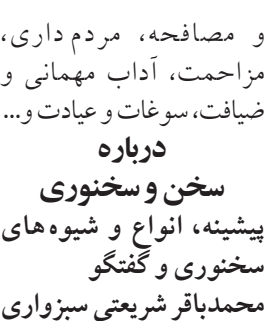 و مصافحه، مردم‌داری،
مزاحمت، آداب مهمانی و
ضیافت، سوغات و عیادت و...
درباره
سخن و سخنوری
پیشینه، انواع و شیوه‌های
سخنوری و گفتگو
محمدباقر شریعتی سبزواری